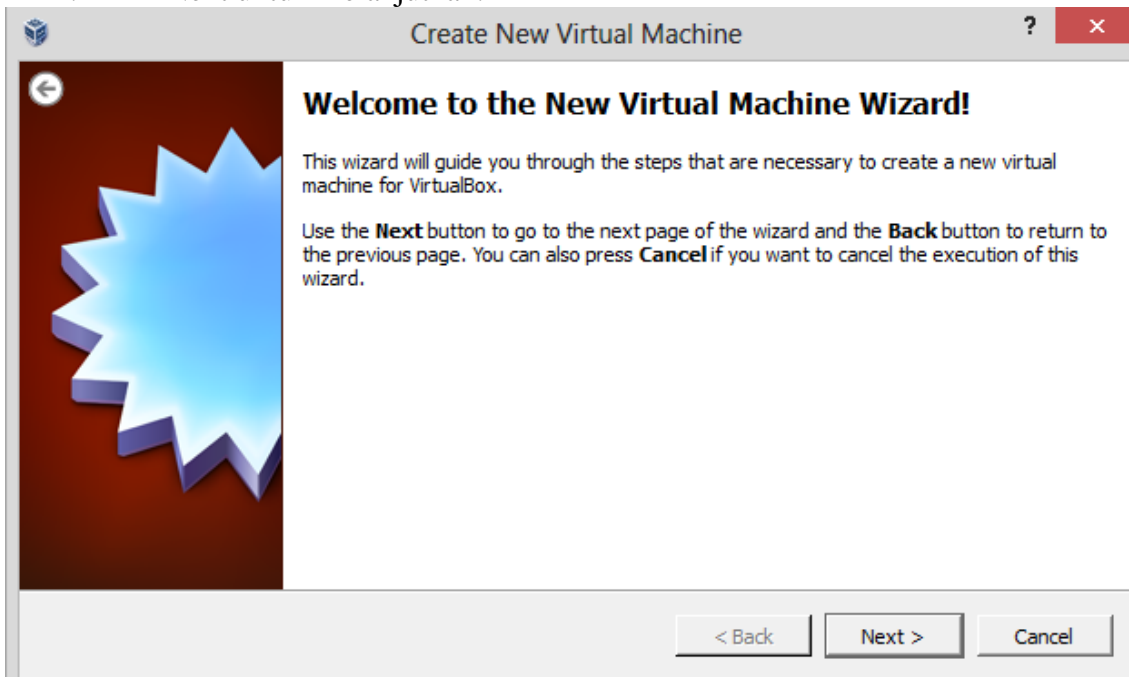 Create New Virtual Machine
?
×
Welcome to the New Virtual Machine Wizard!
This wizard will guide you through the steps that are necessary to create a new virtual
machine for VirtualBox.
Use the Next button to go to the next page of the wizard and the Back button to return to
the previous page. You can also press Cancel if you want to cancel the execution of this
wizard.
< Back
Next >
Cancel